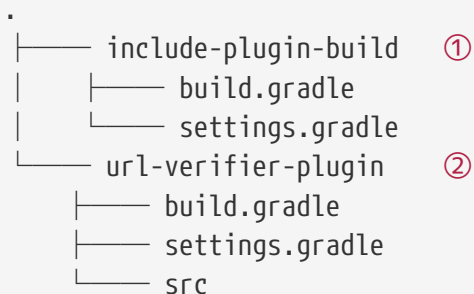 .
├── include-plugin-build ①
│   ├── build.gradle
│   └── settings.gradle
└── url-verifier-plugin ②
    ├── build.gradle
    ├── settings.gradle
    └── src